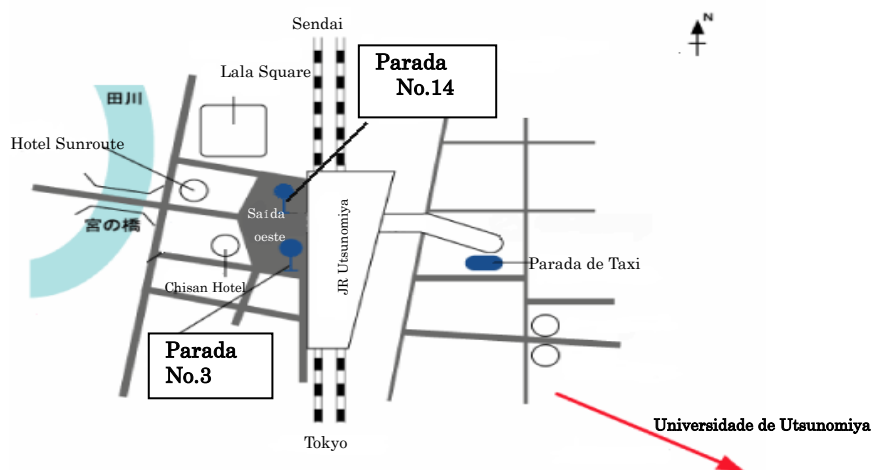 Sendai
N
Parada
No.14
Lala Square
田川
Hotel Sunroute
宮の橋
Saída
oeste
JR Utsunomiya
Parada de Taxi
Chisan Hotel
Parada
No.3
Universidade de Utsunomiya
Tokyo